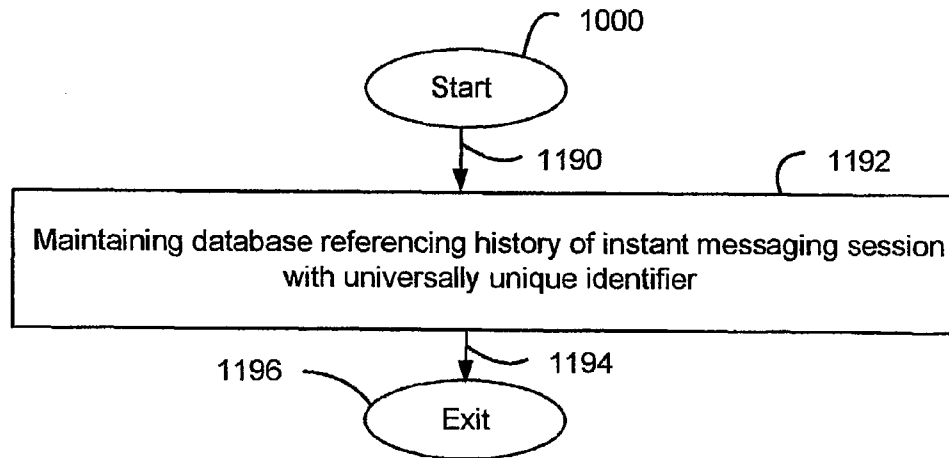 1000
Start
1190
1192
Maintaining database referencing history of instant messaging session
with universally unique identifier
1194
1196
Exit